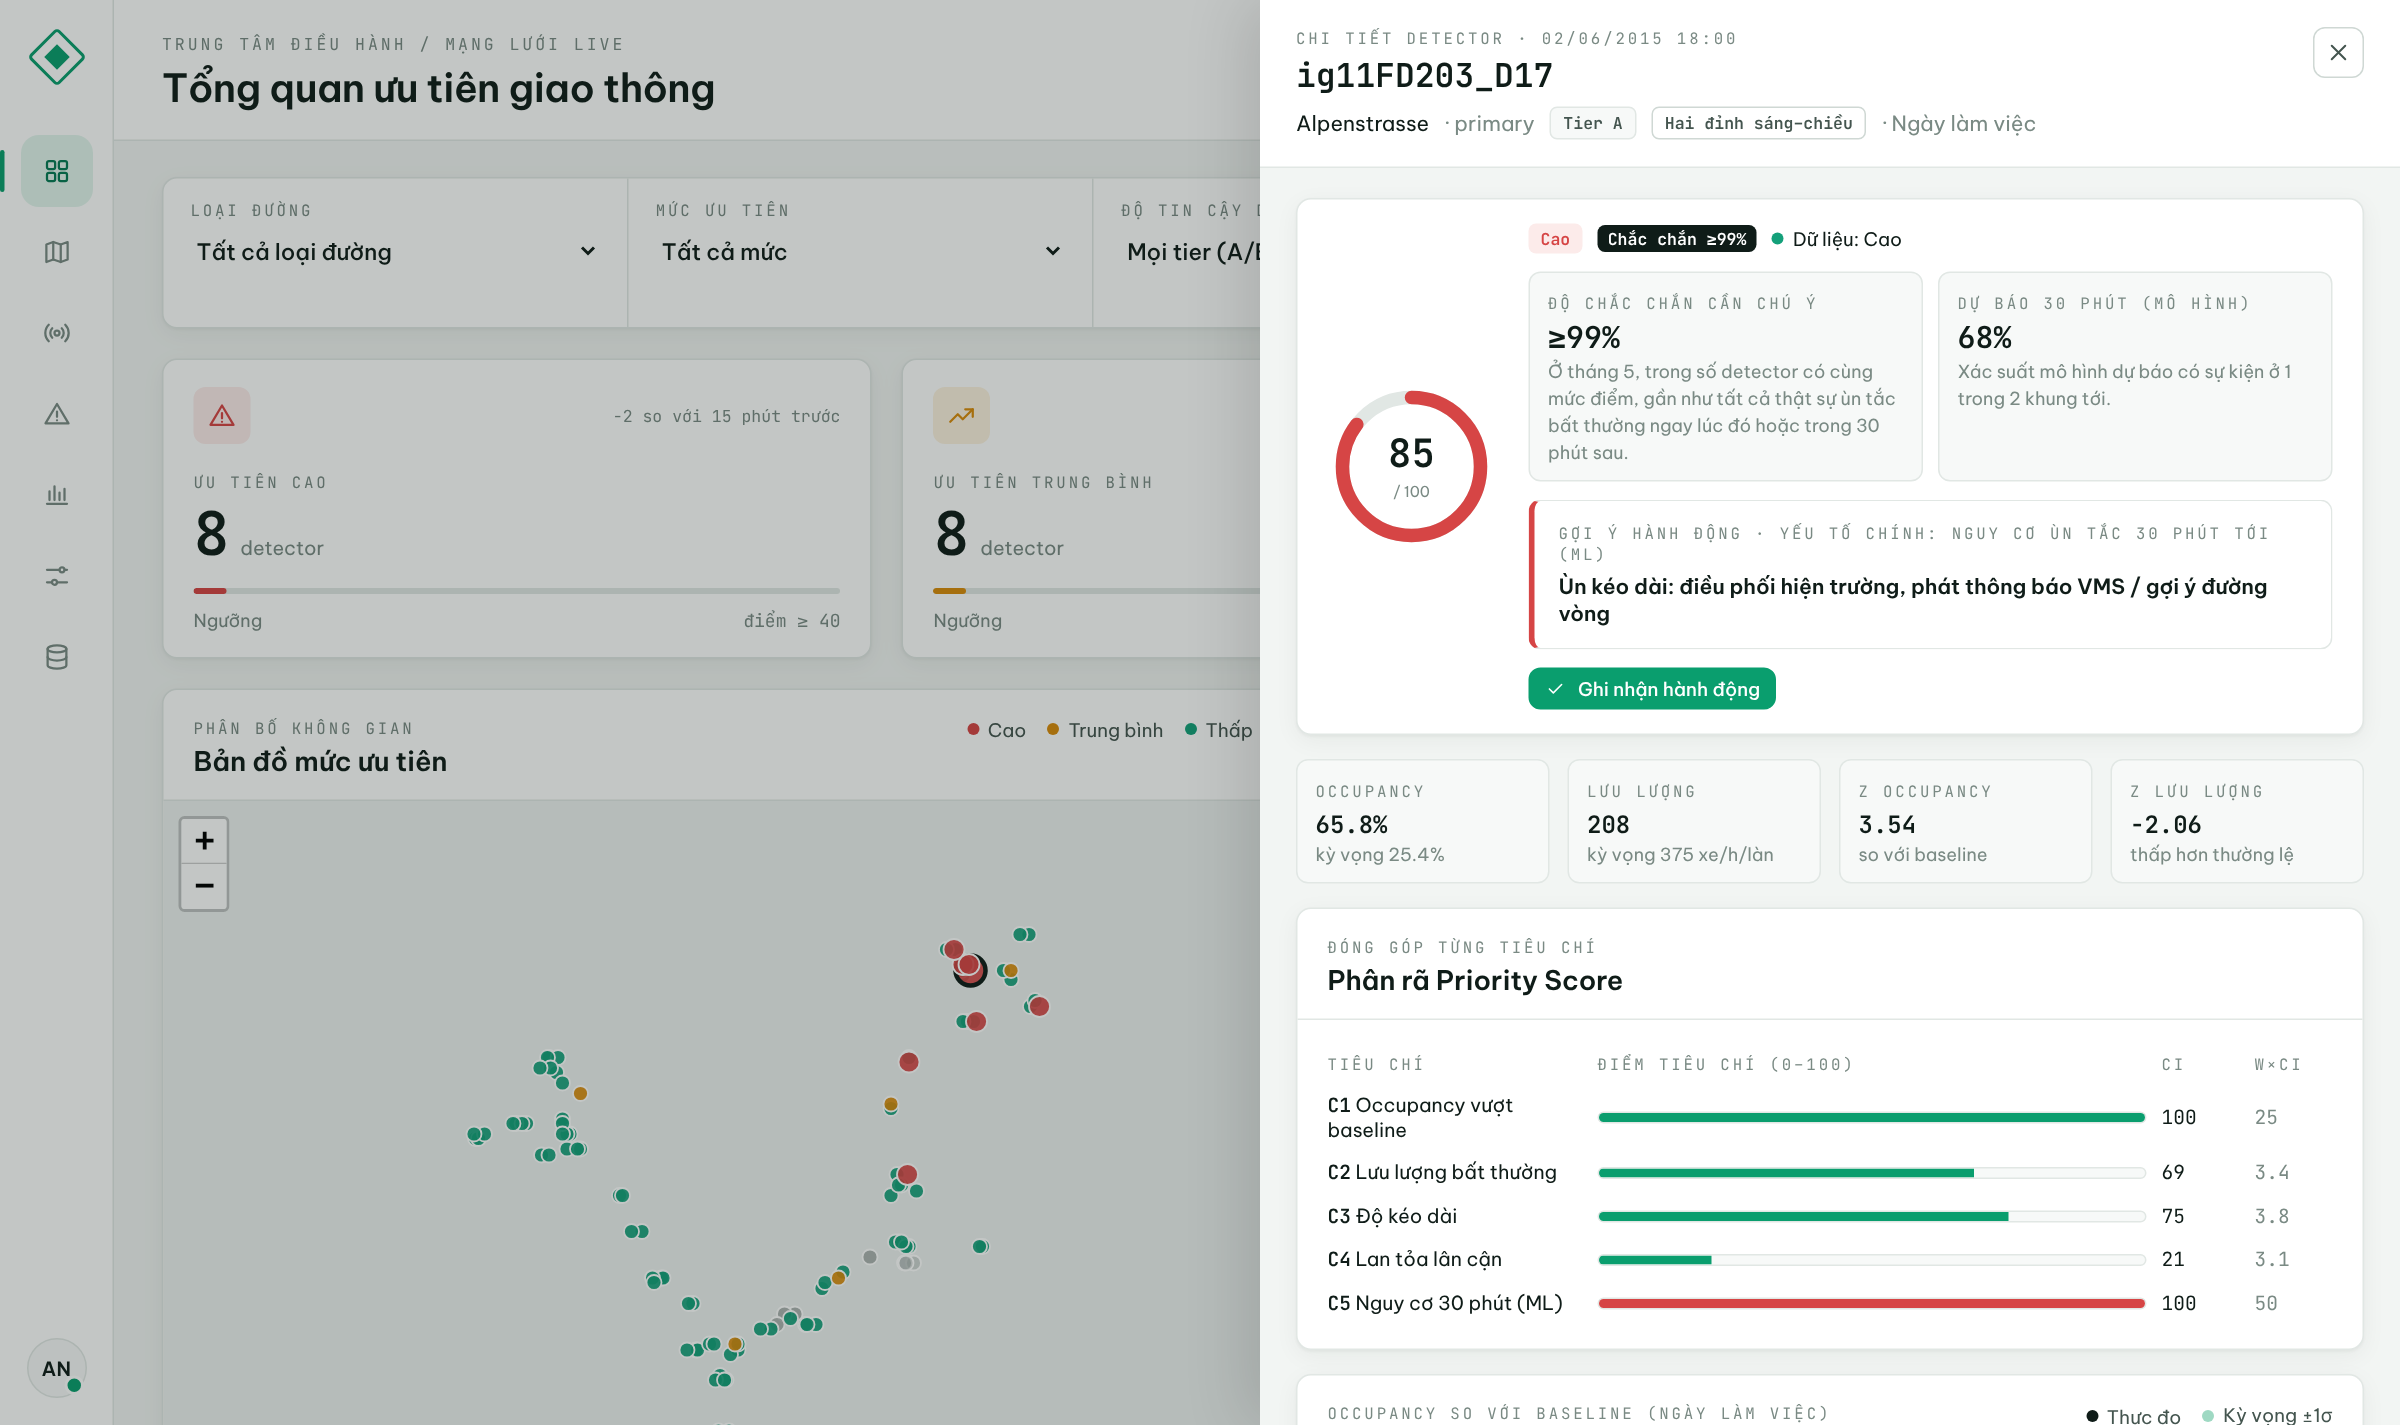 TRUNG TÂM ĐIỀU HÀNH / MẠNG LƯỚI LIVE
Tổng quan ưu tiên giao thông
LOẠI ĐƯỜNG
Tất cả loại đường
MỨC ƯU TIÊN
Tất cả mức
ĐỘ TIN CẬY
Mọi tier (A/
-2 so với 15 phút trước
ƯU TIÊN CAO
8 detector
Ngưỡng
điểm ≥ 40
ƯU TIÊN TRUNG BÌNH
8 detector
Ngưỡng
PHÂN BỐ KHÔNG GIAN
Bản đồ mức ưu tiên
Cao
Trung bình
Thấp
+
−
AN
CHI TIẾT DETECTOR · 02/06/2015 18:00
ig11FD203_D17
Alpenstrasse · primary Tier A Hai đỉnh sáng-chiều · Ngày làm việc
85
/ 100
Cao
Chắc chắn ≥99%
Dữ liệu: Cao
ĐỘ CHẮC CHẮN CẦN CHÚ Ý
≥99%
Ở tháng 5, trong số detector có cùng
mức điểm, gần như tất cả thật sự ùn tắc
bất thường ngay lúc đó hoặc trong 30
phút sau.
DỰ BÁO 30 PHÚT (MÔ HÌNH)
68%
Xác suất mô hình dự báo có sự kiện ở 1
trong 2 khung tới.
GỢI Ý HÀNH ĐỘNG · YẾU TỐ CHÍNH: NGUY CƠ ÙN TẮC 30 PHÚT TỚI
(ML)
Ùn kéo dài: điều phối hiện trường, phát thông báo VMS / gợi ý đường
vòng
Ghi nhận hành động
OCCUPANCY
65.8%
kỳ vọng 25.4%
LƯU LƯỢNG
208
kỳ vọng 375 xe/h/làn
Z OCCUPANCY
3.54
so với baseline
Z LƯU LƯỢNG
-2.06
thấp hơn thường lệ
ĐÓNG GÓP TỪNG TIÊU CHÍ
Phân rã Priority Score
TIÊU CHÍ ĐIỂM TIÊU CHÍ (0-100) CI W×CI
C1 Occupancy vượt
baseline
100 25
C2 Lưu lượng bất thường 69 3.4
C3 Độ kéo dài 75 3.8
C4 Lan tỏa lân cận 21 3.1
C5 Nguy cơ 30 phút (ML) 100 50
OCCUPANCY SO VỚI BASELINE (NGÀY LÀM VIỆC)
Thực đo
Kỳ vọng ±1σ